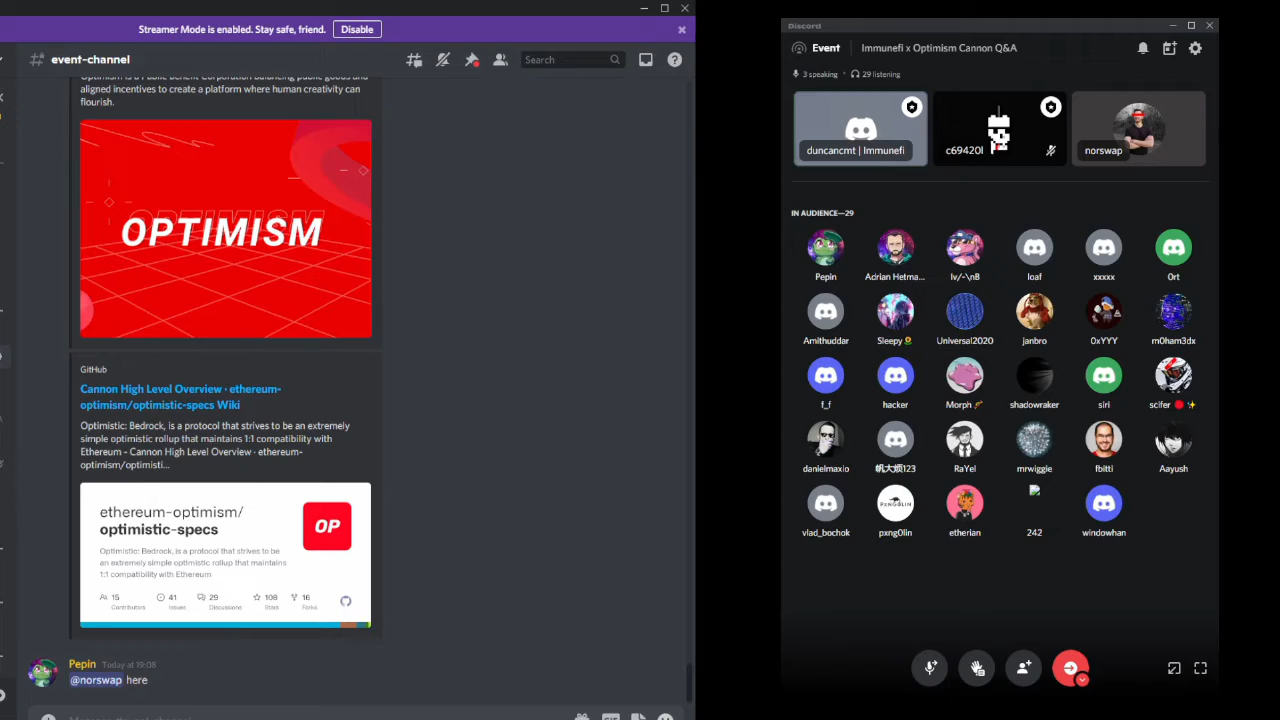 Streamer Mode is enabled. Stay safe, friend. Disable
event-channel
Search
Optimism is a Public Benefit Corporation balancing public goods and
aligned incentives to create a platform where human creativity can
flourish.
OPTIMISM
GitHub
Cannon High Level Overview · ethereum-
optimism/optimistic-specs Wiki
Optimistic: Bedrock, is a protocol that strives to be an extremely
simple optimistic rollup that maintains 1:1 compatibility with
Ethereum - Cannon High Level Overview · ethereum-
optimism/optimisti...
ethereum-optimism/
optimistic-specs
OP
Optimistic: Bedrock, is a protocol that strives to be
an extremely simple optimistic rollup that maintains
1:1 compatibility with Ethereum
15 41 29 108 16
Contributors Issues Discussions Stars Forks
Pepin Today at 19:08
@norswap here
Discord
Event Immunefi x Optimism Cannon Q&A
3 speaking · 29 listening
duncancmt | Immunefi c69420l norswap
IN AUDIENCE—29
Pepin Adrian Hetma... lv/-\nB loaf xxxxx Ort
Amithuddar Sleepy Universal2020 janbro 0xYYY m0ham3dx
f_f hacker Morph shadowraker siri scifer
danielmaxio 帆大烦123 RaYel mrwiggie fbitti Aayush
vlad_bochok pxng0lin etherian 242 windowhan